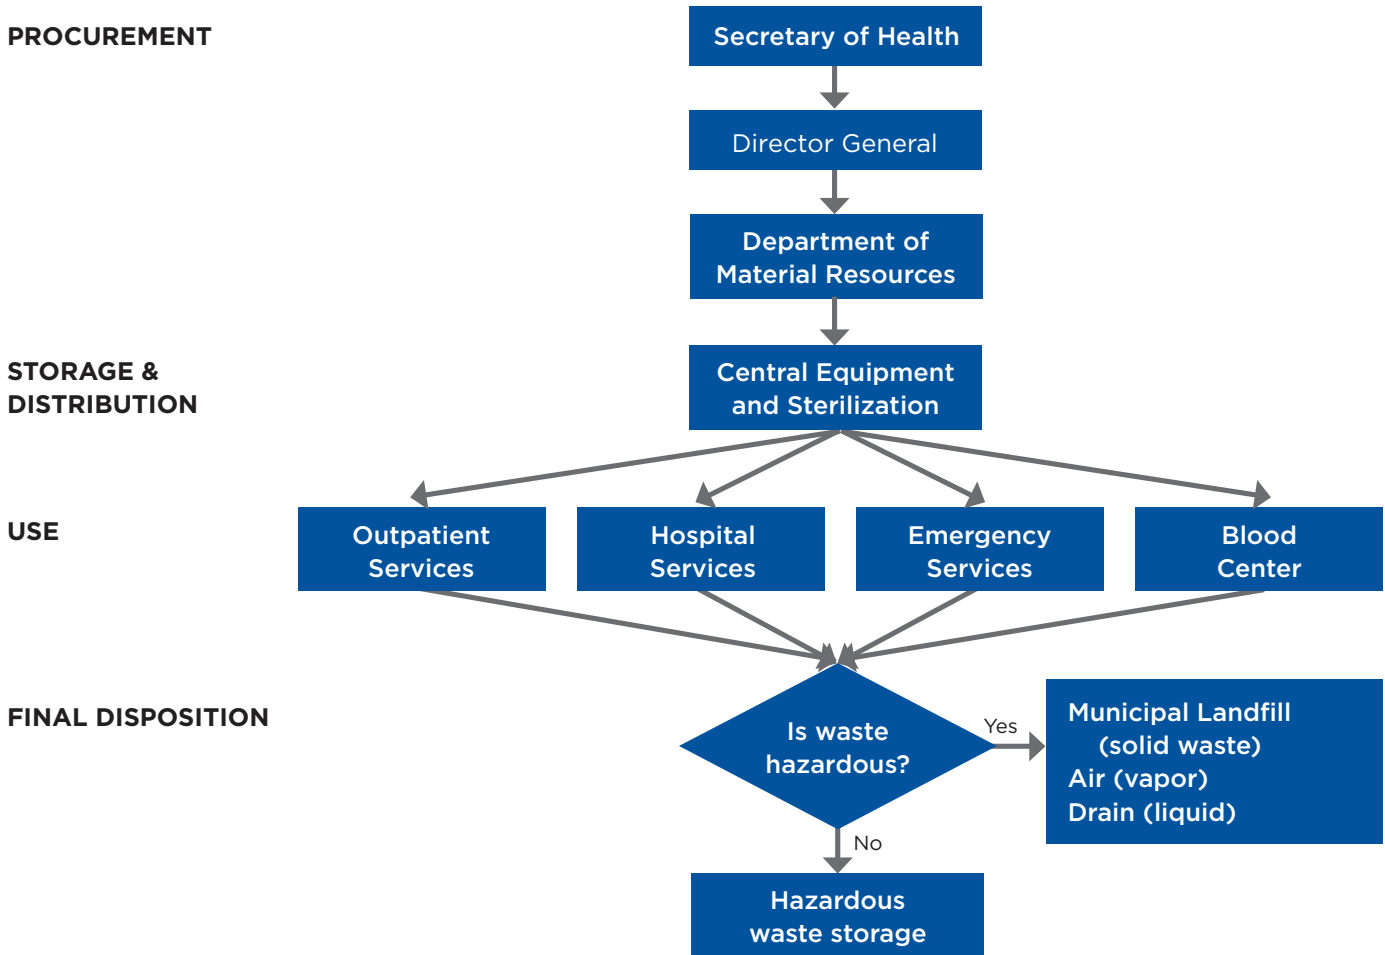 PROCUREMENT
Secretary of Health
Director General
Department of
Material Resources
STORAGE &
DISTRIBUTION
Central Equipment
and Sterilization
USE
Outpatient
Services
Hospital
Services
Emergency
Services
Blood
Center
FINAL DISPOSITION
Is waste
hazardous?
Yes
Municipal Landfill
(solid waste)
Air (vapor)
Drain (liquid)
No
Hazardous
waste storage